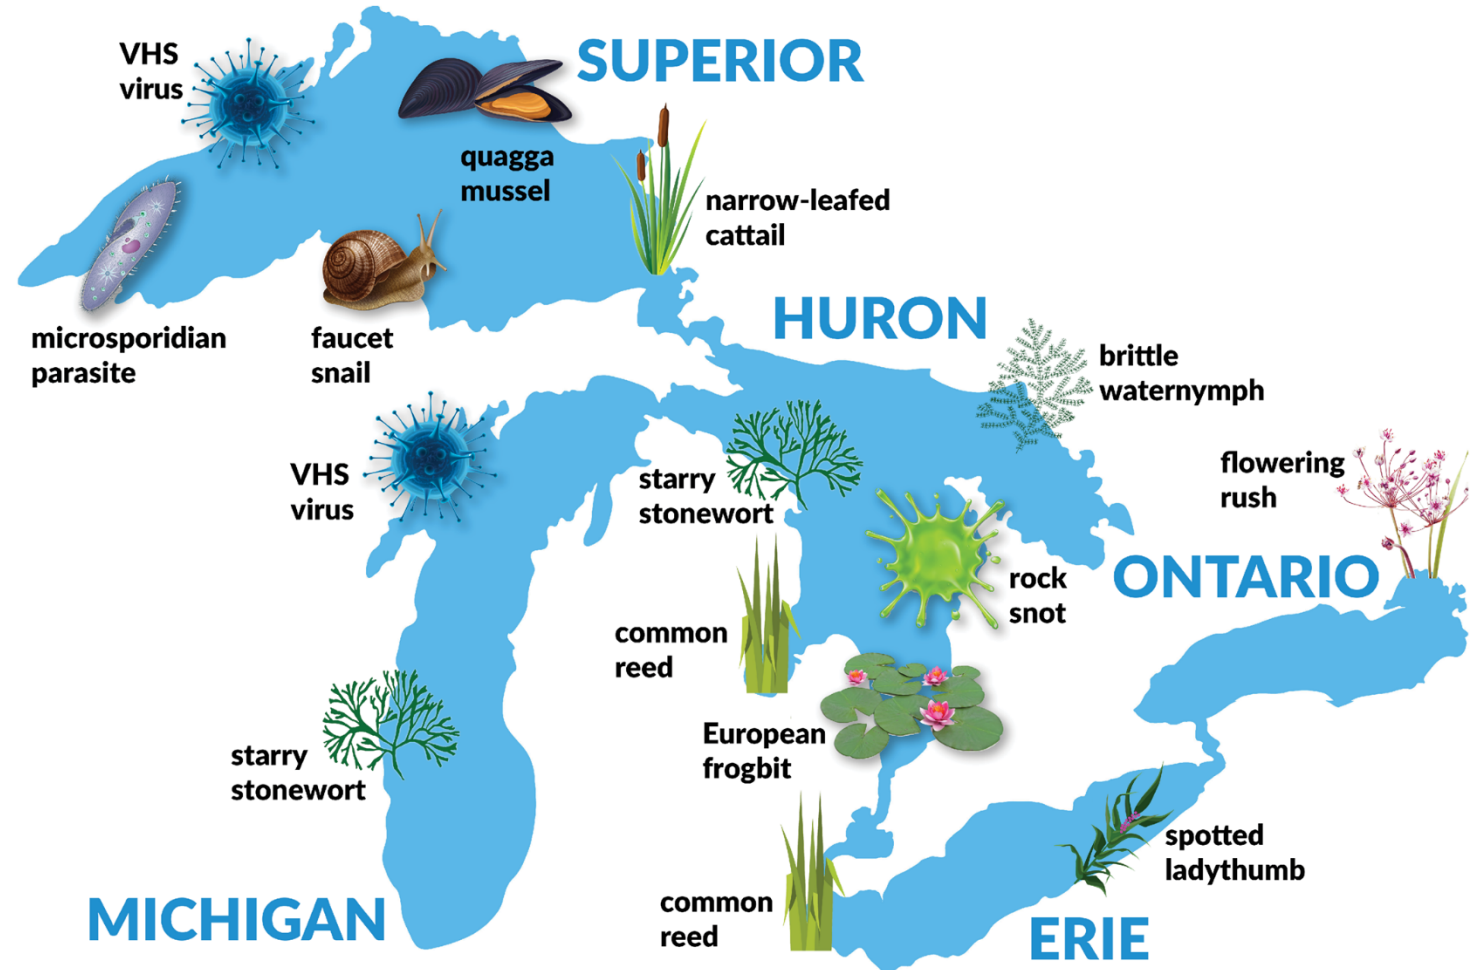 VHS
virus
SUPERIOR
quagga
mussel
narrow-leafed
cattail
microsporidian
parasite
faucet
snail
HURON
brittle
waternymph
VHS
virus
starry
stonewort
flowering
rush
rock
snot
ONTARIO
common
reed
European
frogbit
starry
stonewort
spotted
ladythumb
common
reed
MICHIGAN
ERIE